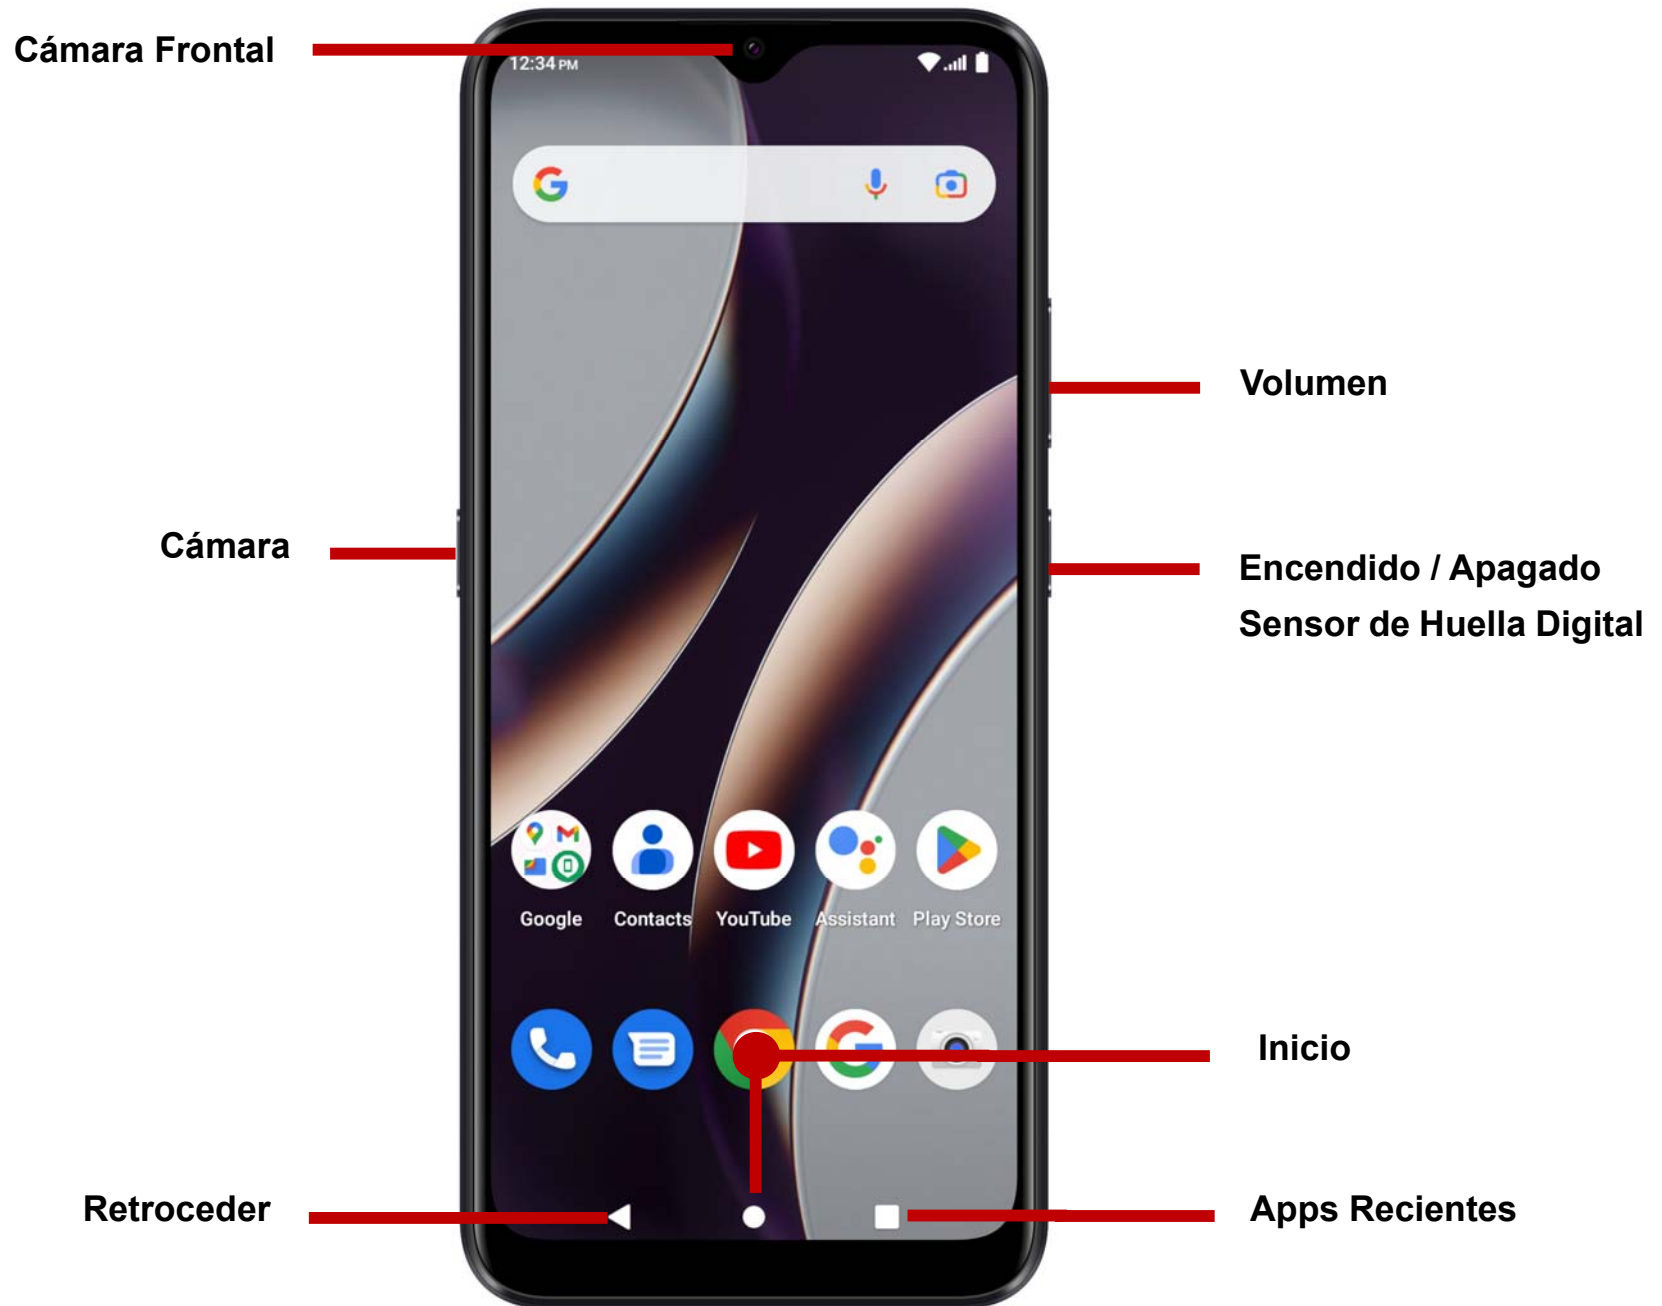 Cámara Frontal
12:34 PM
Volumen
Cámara
Encendido / Apagado
Sensor de Huella Digital
Google Contacts YouTube Assistant Play Store
Inicio
Retroceder
Apps Recientes